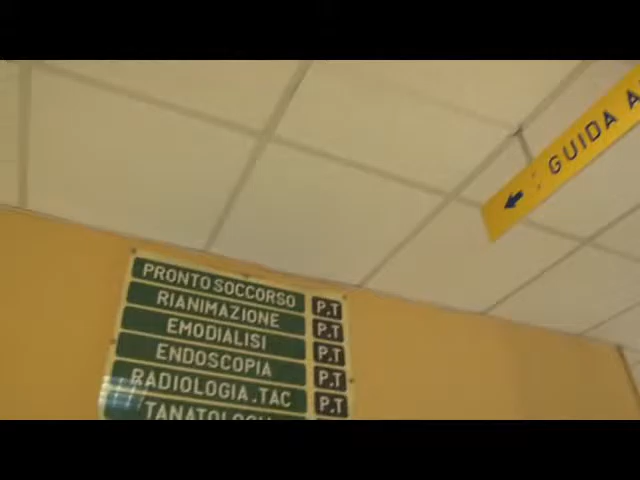 GUIDA
PRONTO SOCCORSO P.T
RIANIMAZIONE P.T
EMODIALISI P.T
ENDOSCOPIA P.T
RADIOLOGIA.TAC P.T